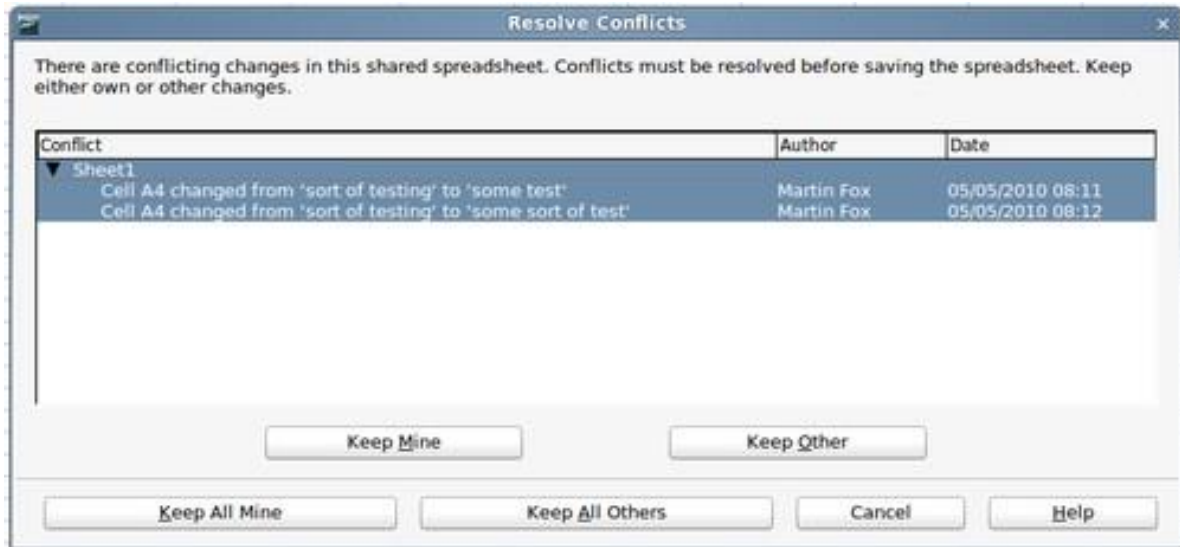 Resolve Conflicts
There are conflicting changes in this shared spreadsheet. Conflicts must be resolved before saving the spreadsheet. Keep
either own or other changes.
Conflict Author Date
Sheet1
Cell A4 changed from 'sort of testing' to 'some test' Martin Fox 05/05/2010 08:11
Cell A4 changed from 'sort of testing' to 'some sort of test' Martin Fox 05/05/2010 08:12
Keep Mine Keep Other
Keep All Mine Keep All Others Cancel Help